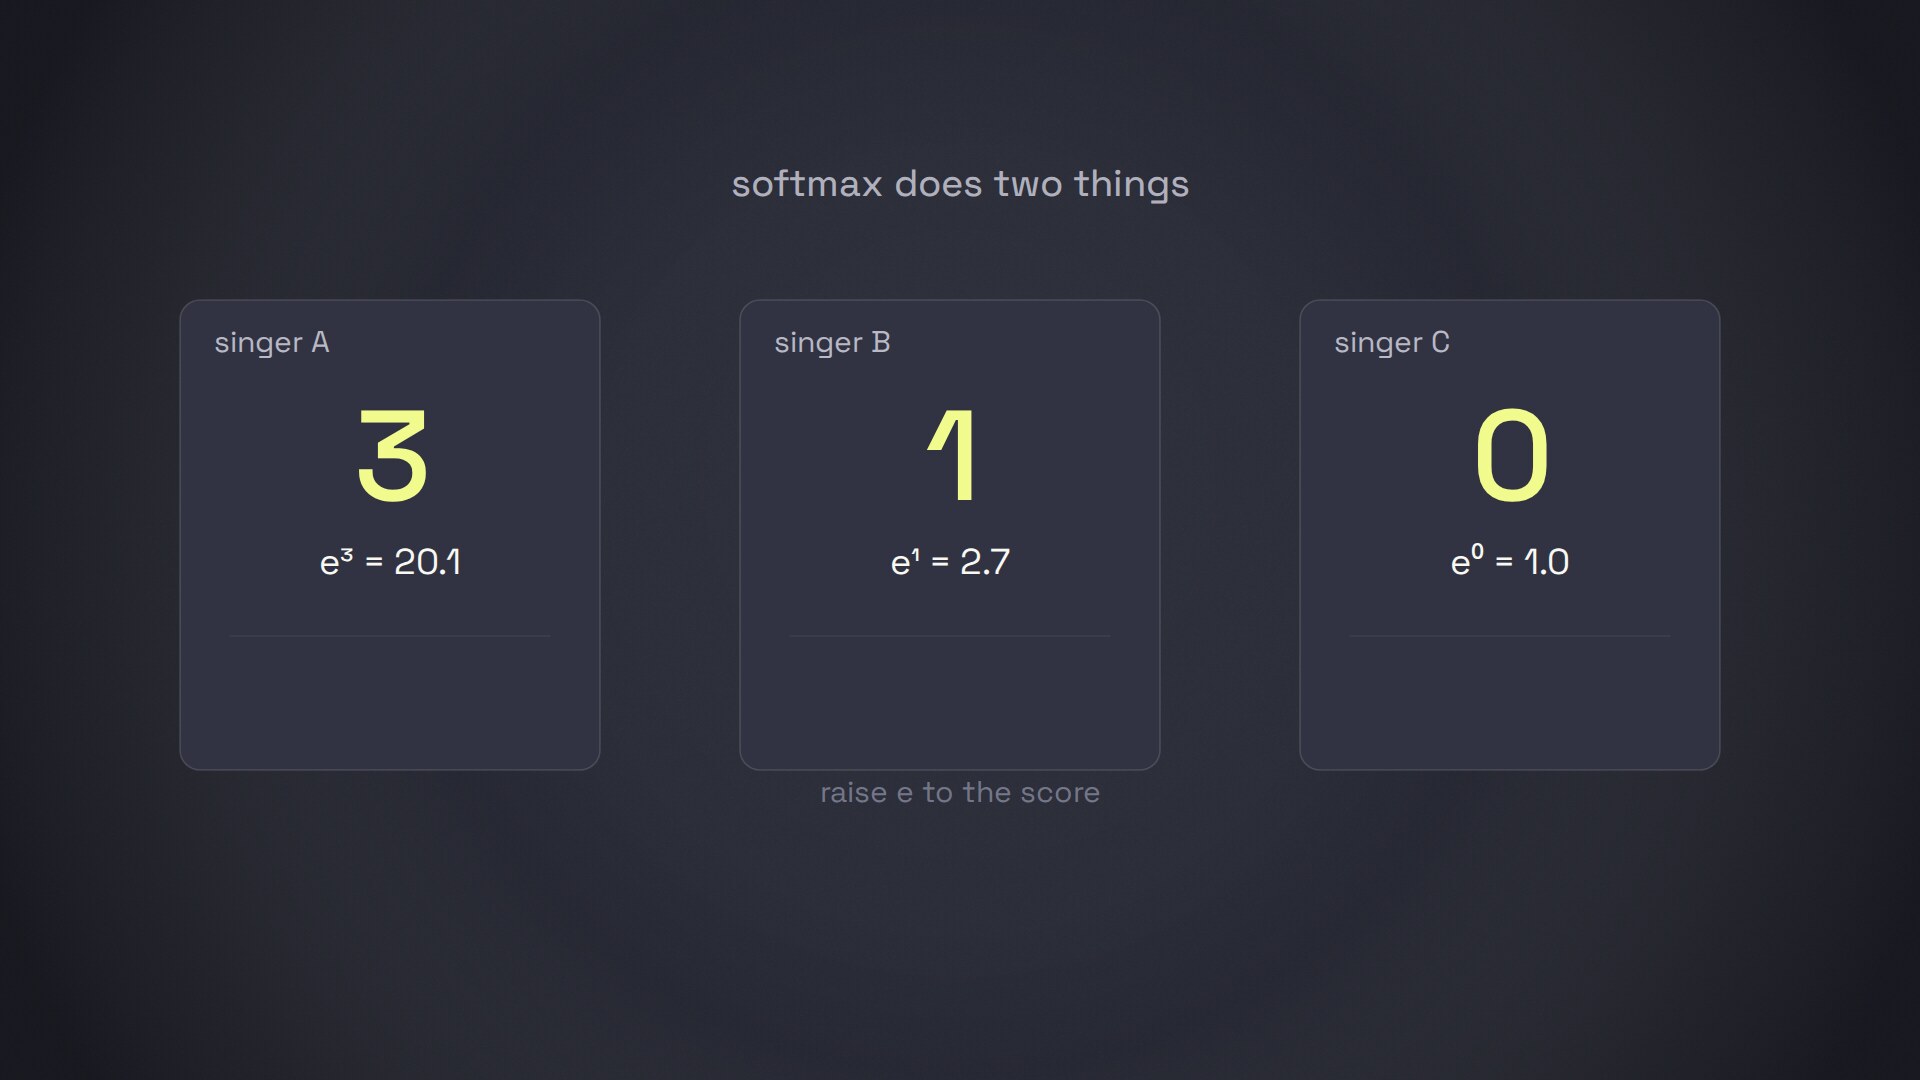 softmax does two things
singer A
3
e³ = 20.1
singer B
1
e¹ = 2.7
singer C
0
e⁰ = 1.0
raise e to the score